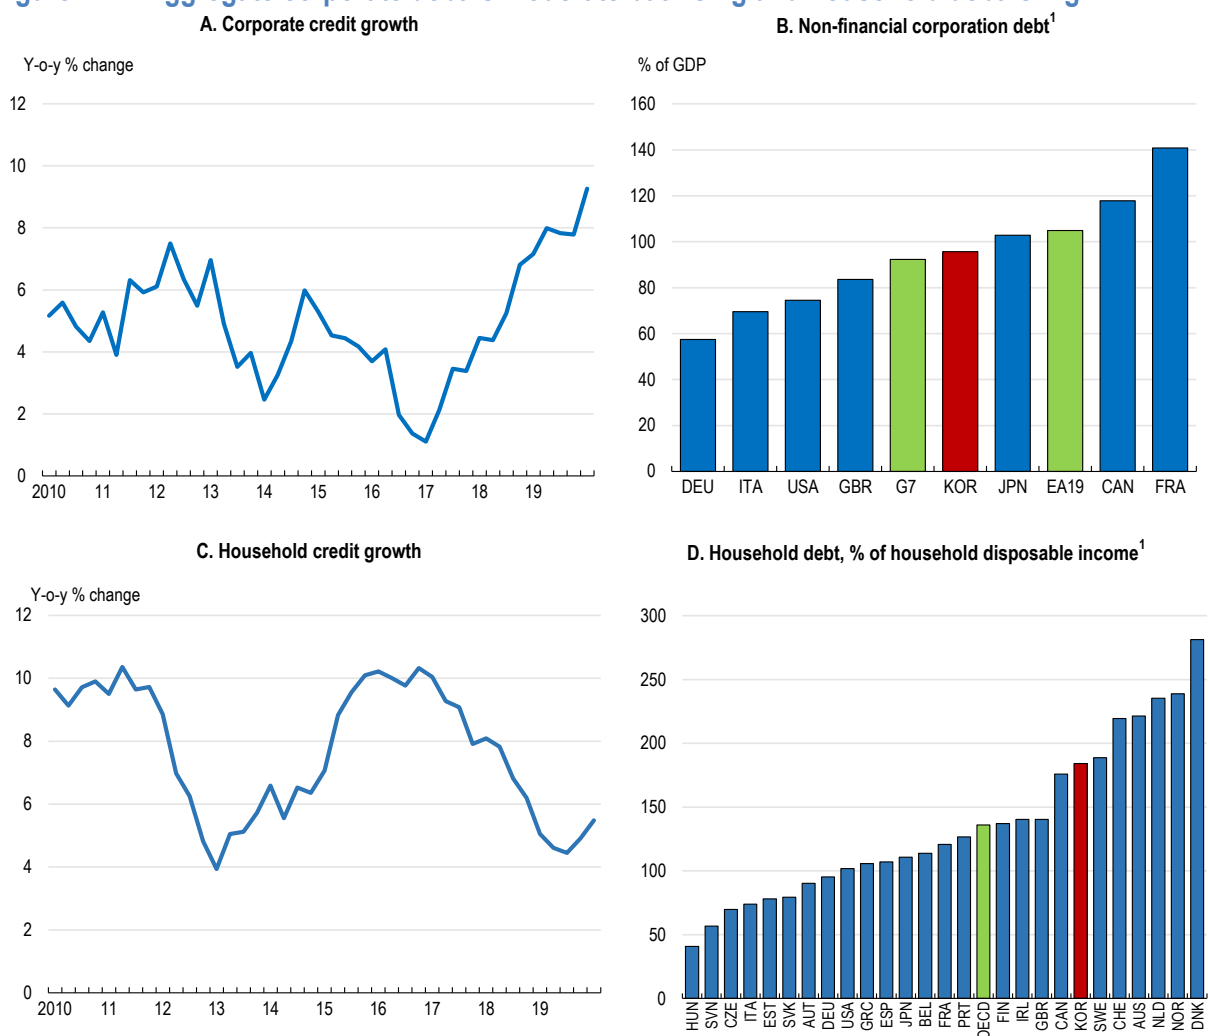 A. Corporate credit growth
Y-o-y % change
12
10
8
6
4
2
0
2010 11 12 13 14 15 16 17 18 19
B. Non-financial corporation debt1
% of GDP
160
140
120
100
80
60
40
20
0
DEU ITA USA GBR G7 KOR JPN EA19 CAN FRA
C. Household credit growth
Y-o-y % change
12
10
8
6
4
2
0
2010 11 12 13 14 15 16 17 18 19
D. Household debt, % of household disposable income1
300
250
200
150
100
50
0
HUN SVN CZE ITA EST SVK AUT DEU USA GRC ESP JPN BEL FRA PRT OECD FIN IRL GBR CAN KOR SWE CHE AUS NLD NOR DNK